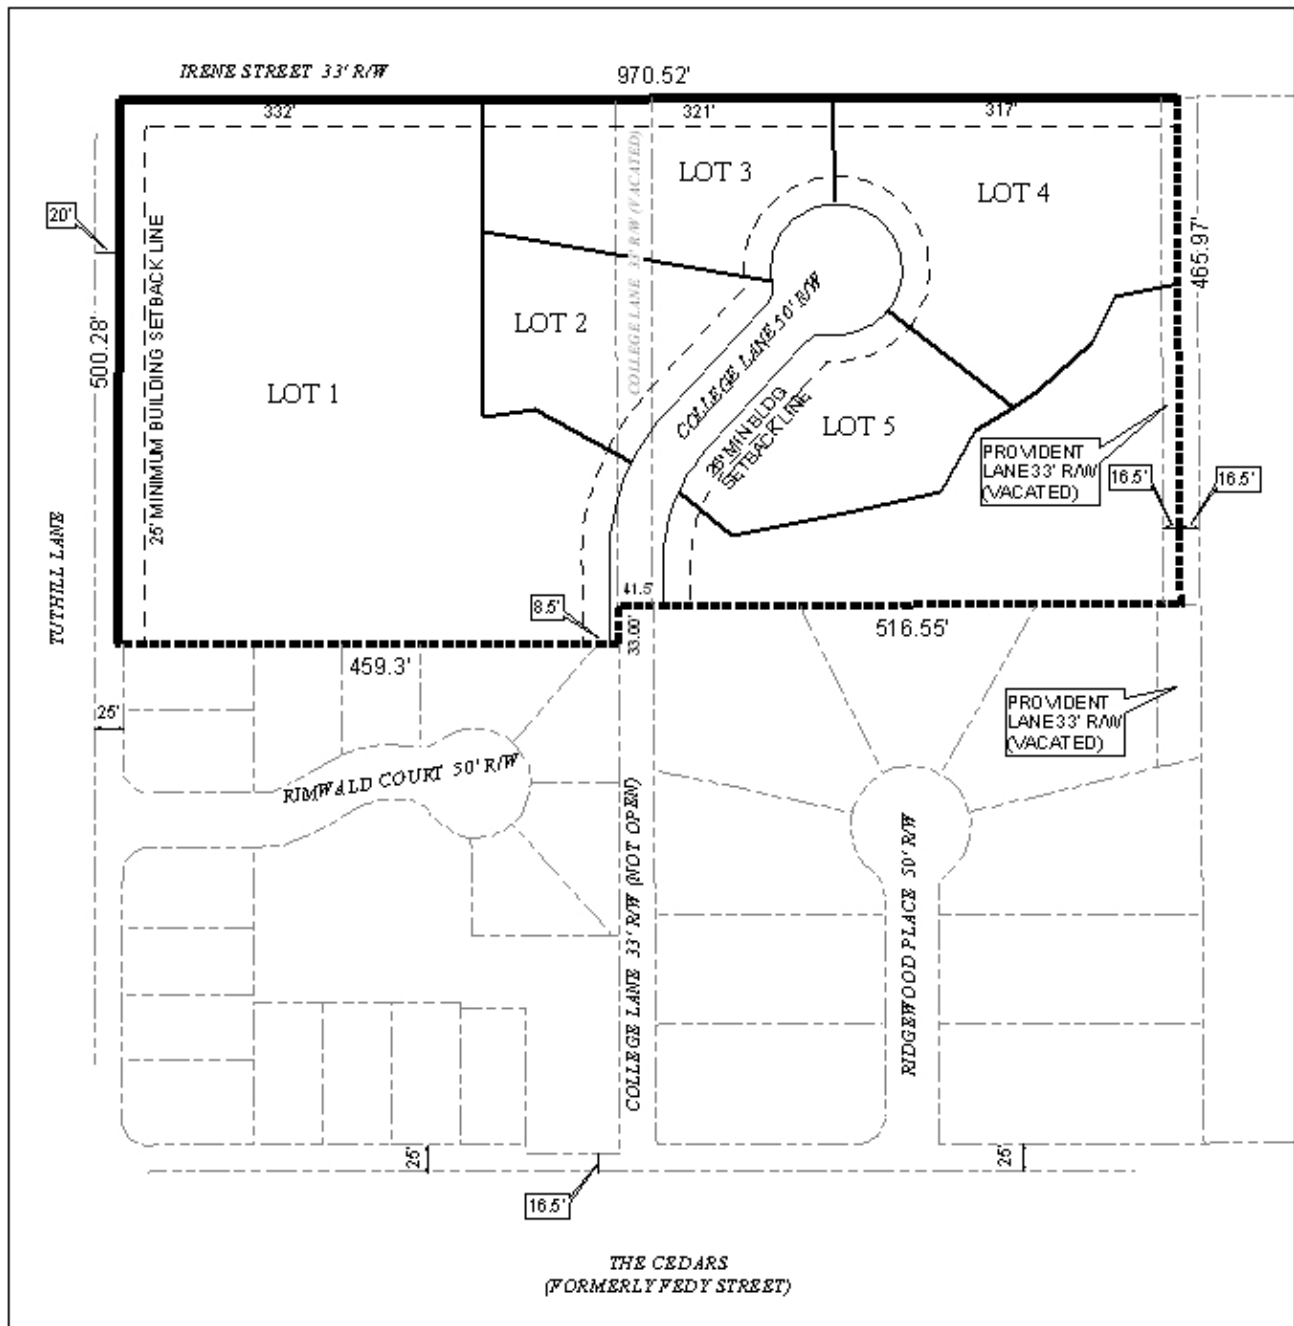 IRENE STREET 33' R/W
970.52'
332'
321'
317'
COLLEGE LANE 33' R/W (VACATED)
LOT 3
LOT 4
20'
25' MINIMUM BUILDING SETBACK LINE
465.97'
LOT 2
COLLEGE LANE 50' R/W
500.28'
LOT 1
LOT 5
25' MIN BLDG
SETBACK LINE
PROVIDENT
LANE 33' R/W
(VACATED)
16.5'
16.5'
TUTHILL LANE
8.5'
41.5'
33.00'
516.55'
459.3'
25'
PROVIDENT
LANE 33' R/W
(VACATED)
RIMWALD COURT 50' R/W
COLLEGE LANE 33' R/W (NOT OPEN)
RIDGEWOOD PLACE 50' R/W
25'
25'
16.5'
THE CEDARS
(FORMERLY FEDY STREET)